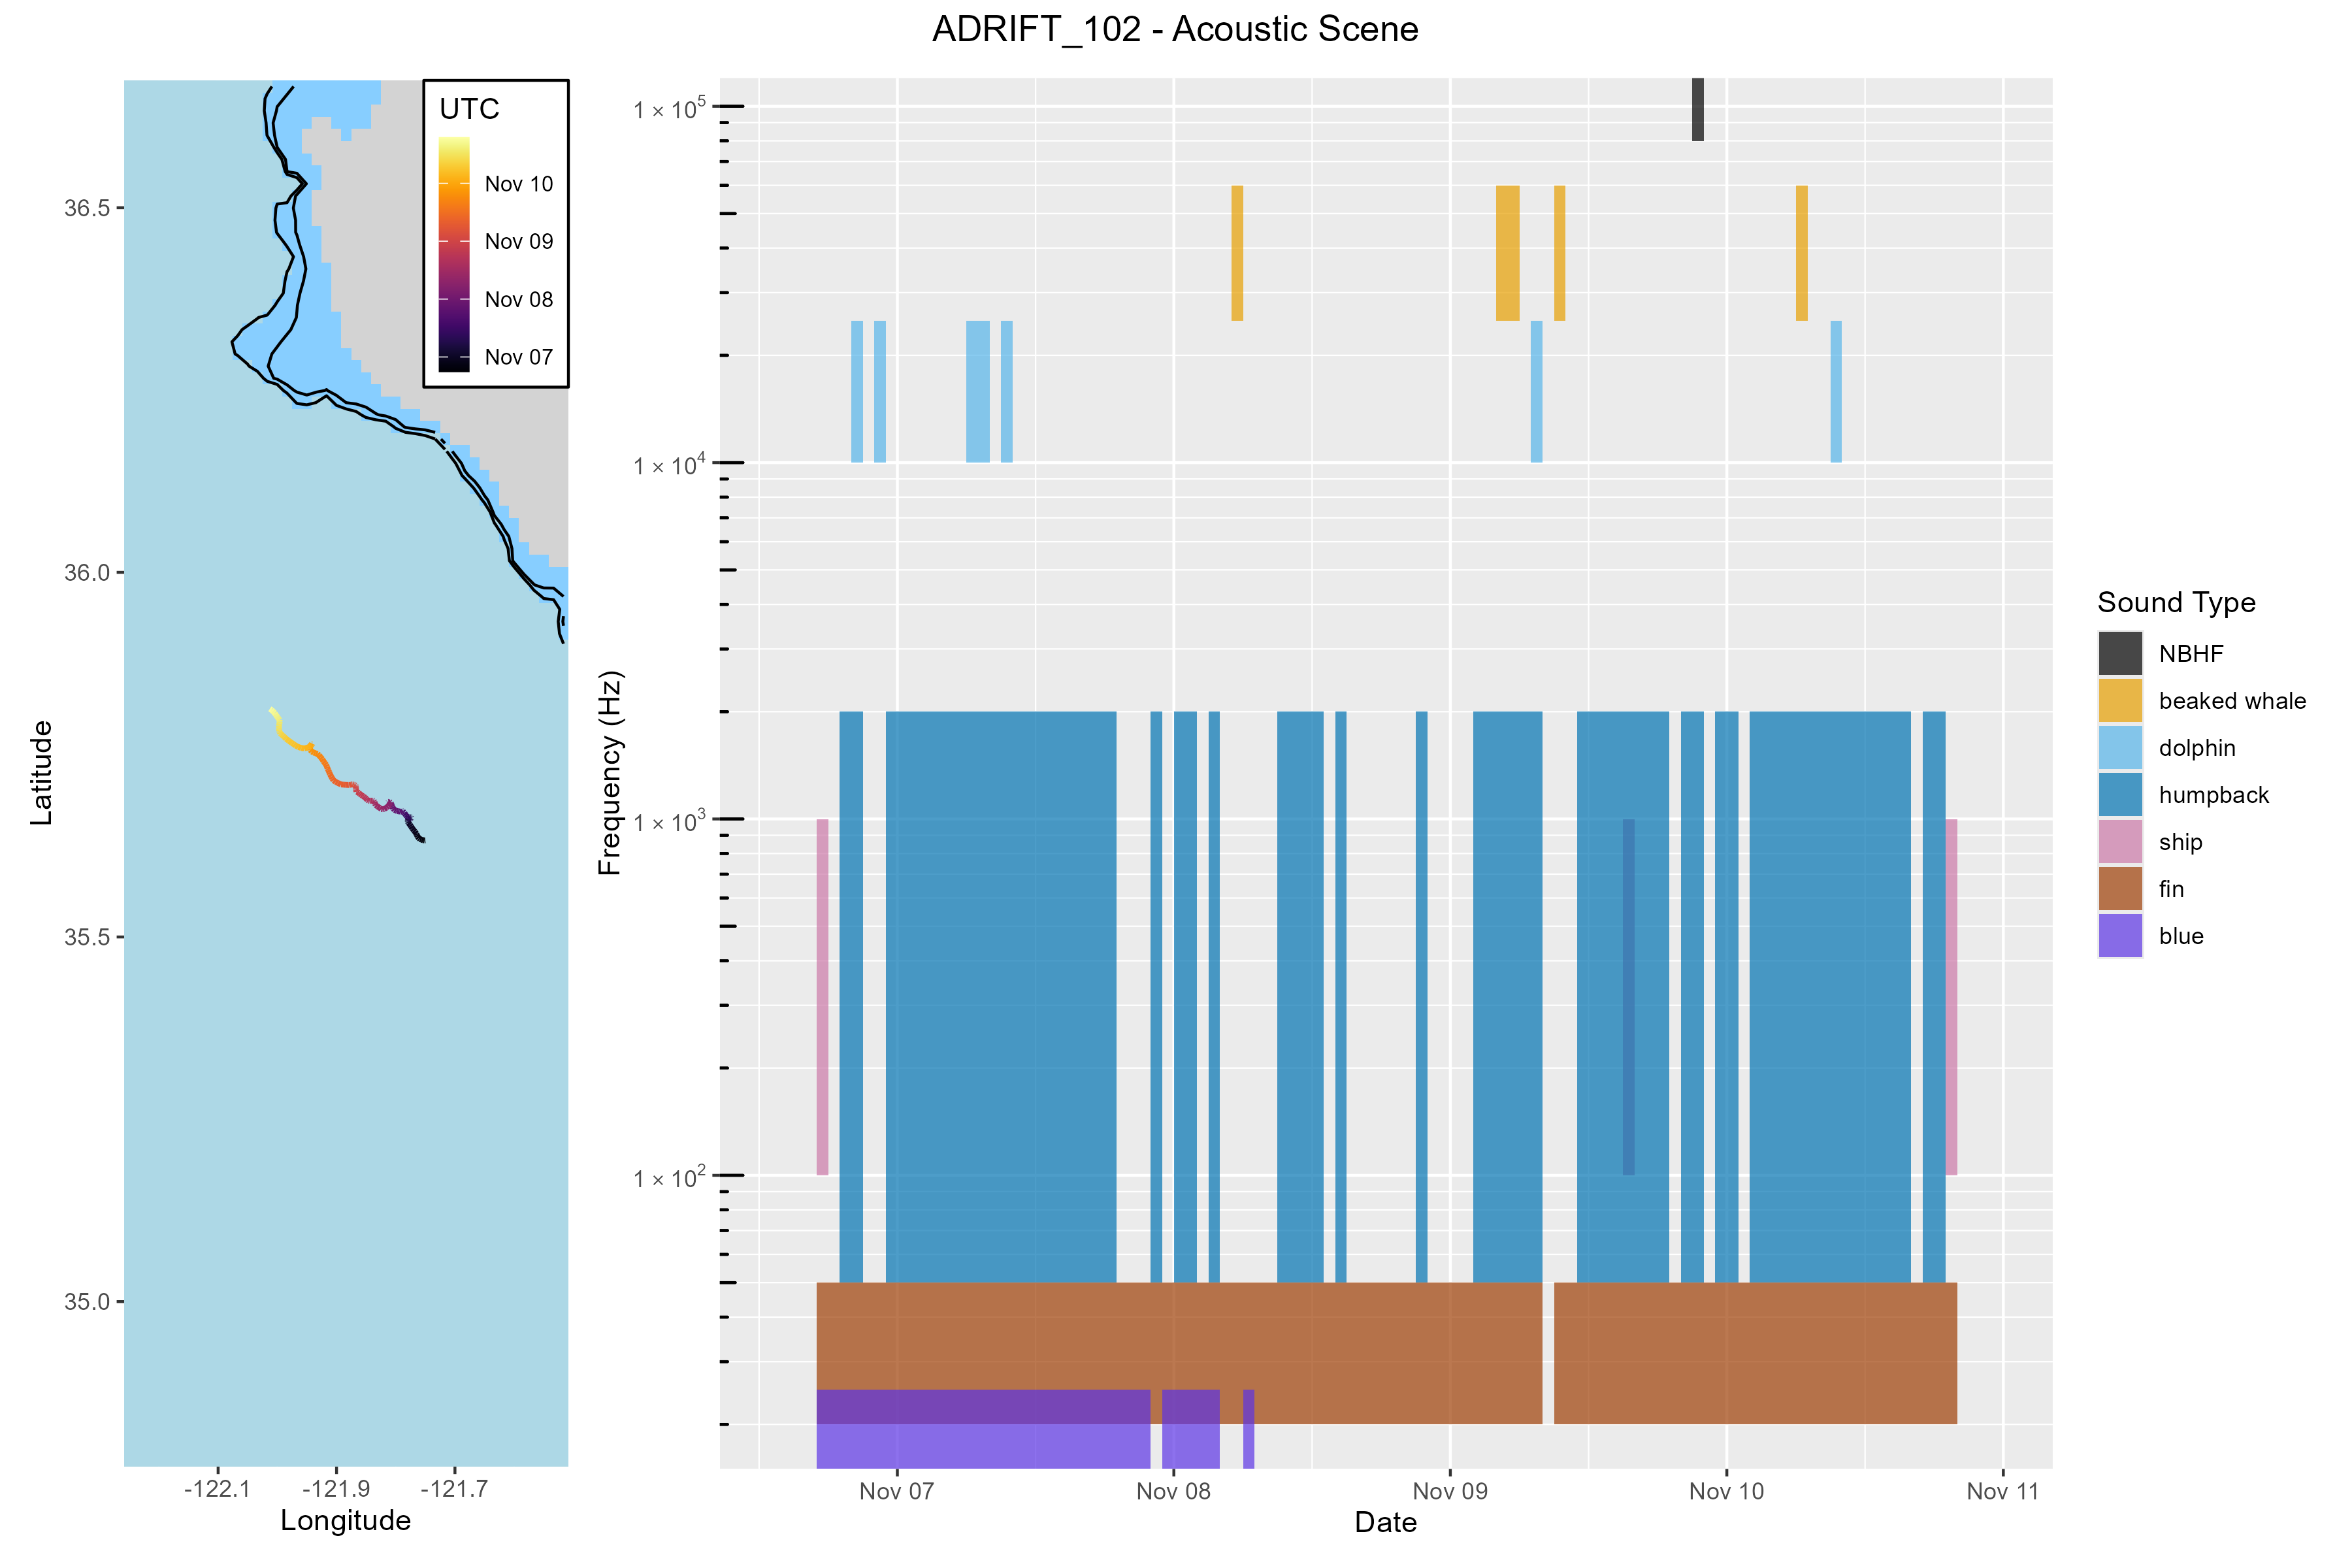 ADRIFT_102 - Acoustic Scene
UTC
Nov 10
Nov 09
Nov 08
Nov 07
36.5
36.0
35.5
35.0
Latitude
-122.1
-121.9
-121.7
Longitude
1 × 10⁵
1 × 10⁴
1 × 10³
1 × 10²
Frequency (Hz)
Nov 07
Nov 08
Nov 09
Nov 10
Nov 11
Date
Sound Type
NBHF
beaked whale
dolphin
humpback
ship
fin
blue